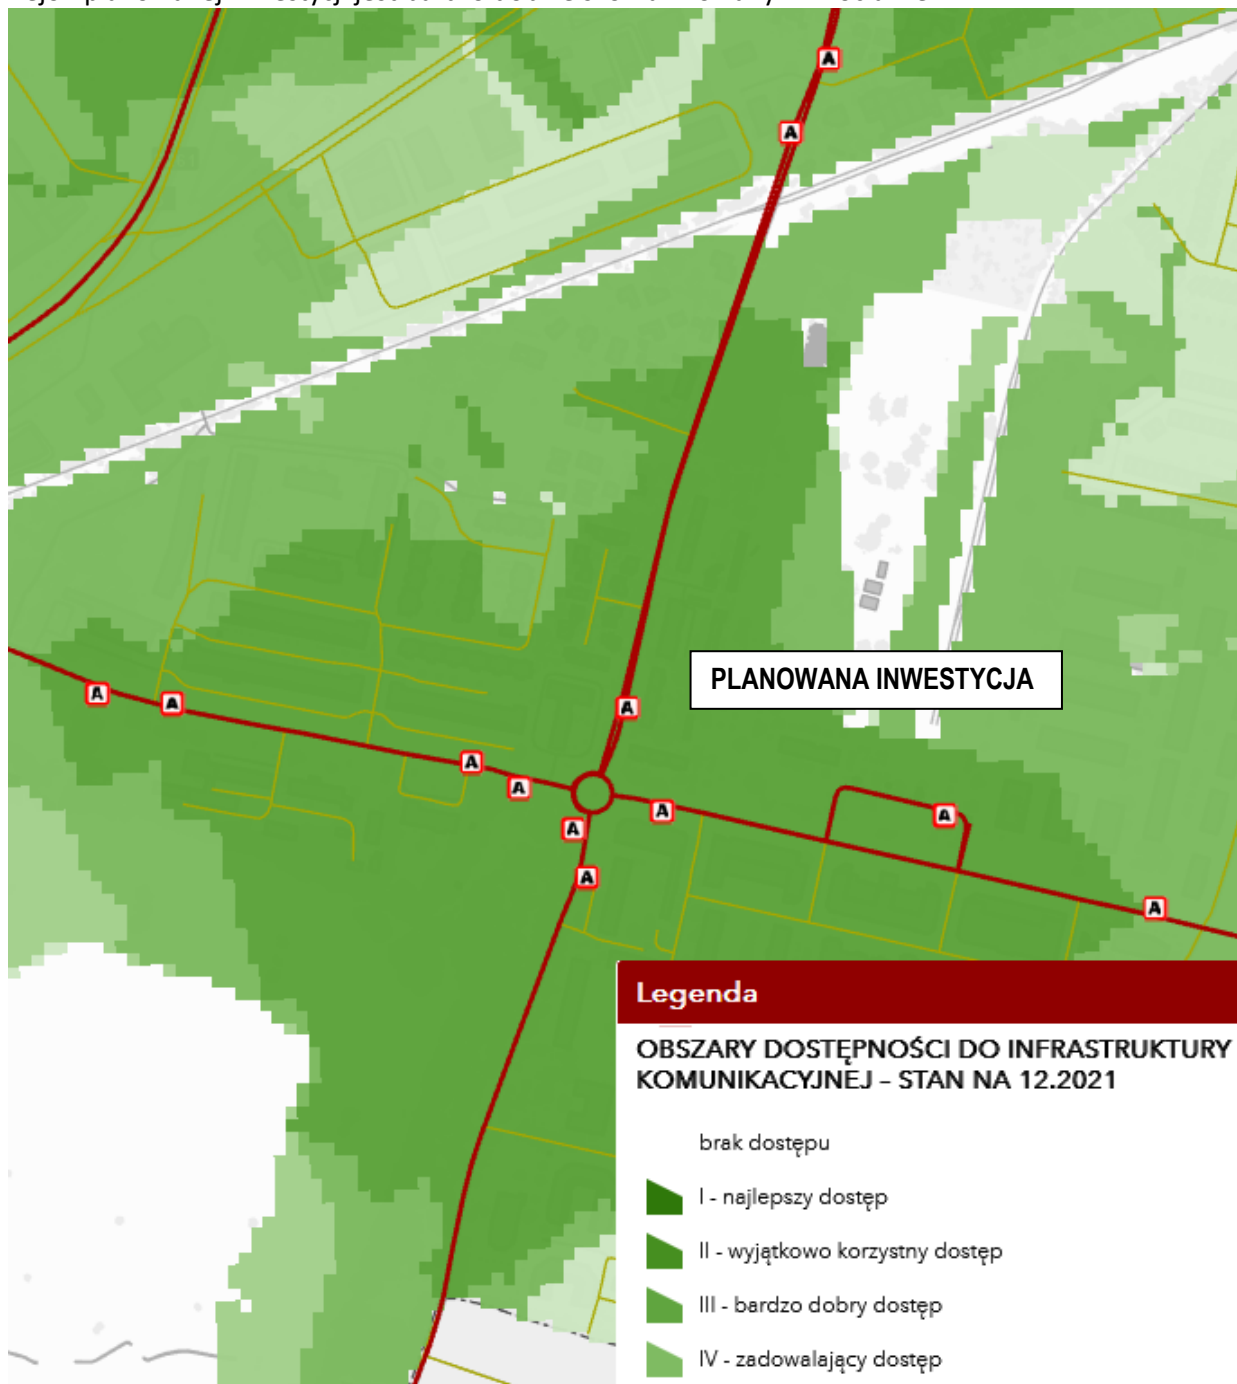 A
A
PLANOWANA INWESTYCJA
A
A
A
A
A
A
A
A
A
A
Legenda
OBSZARY DOSTĘPNOŚCI DO INFRASTRUKTURY
KOMUNIKACYJNEJ – STAN NA 12.2021
brak dostępu
I - najlepszy dostęp
II - wyjątkowo korzystny dostęp
III - bardzo dobry dostęp
IV - zadowalający dostęp